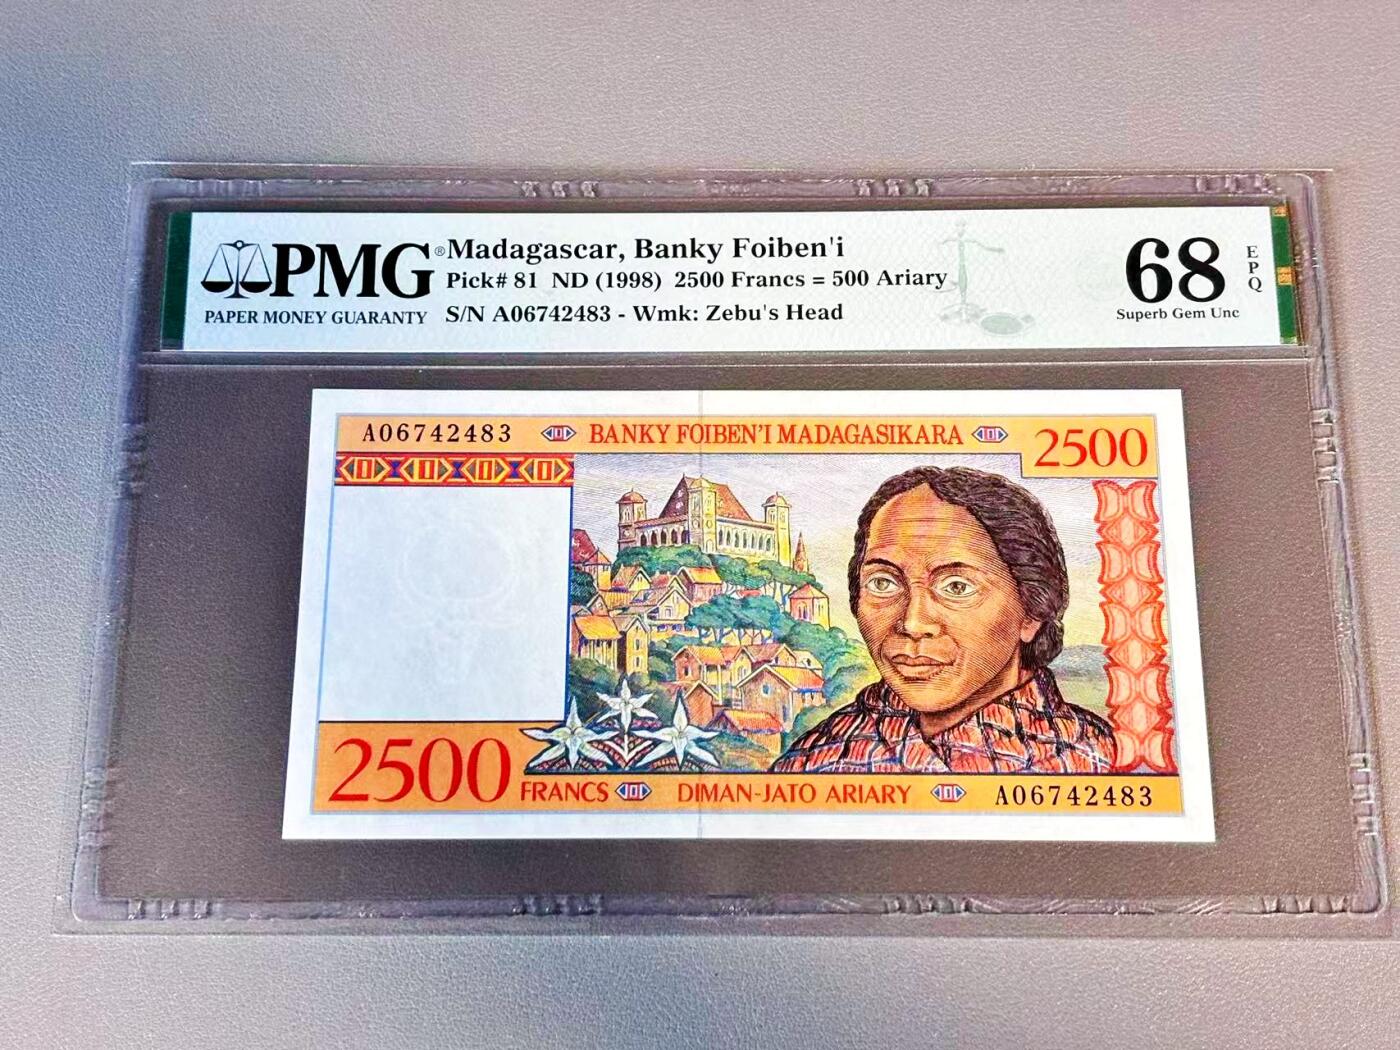 PMG®
PAPER MONEY GUARANTY
Madagascar, Banky Foiben'i
Pick# 81 ND (1998) 2500 Francs = 500 Ariary
S/N A06742483 - Wmk: Zebu's Head
68
EPQ
Superb Gem Unc
A06742483 BANKY FOIBEN'I MADAGASIKARA 2500
2500 FRANCS DIMAN-JATO ARIARY A06742483